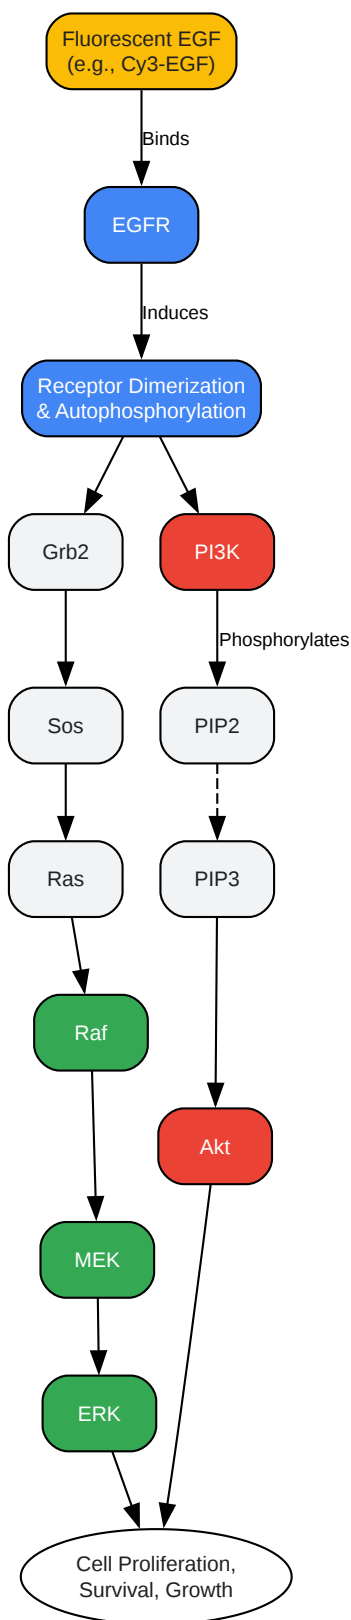 Fluorescent EGF
(e.g., Cy3-EGF)
Binds
EGFR
Induces
Receptor Dimerization
& Autophosphorylation
Grb2
PI3K
Phosphorylates
Sos
PIP2
Ras
PIP3
Raf
Akt
MEK
ERK
Cell Proliferation,
Survival, Growth